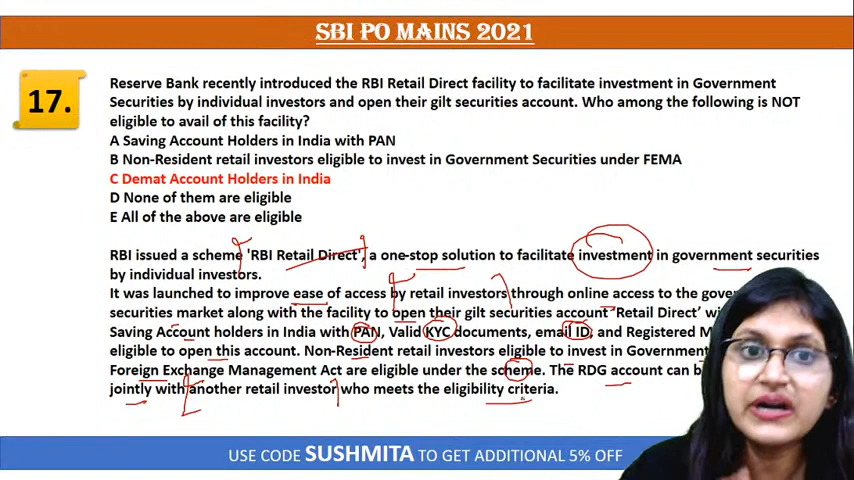 SBI PO MAINS 2021
17.
Reserve Bank recently introduced the RBI Retail Direct facility to facilitate investment in Government
Securities by individual investors and open their gilt securities account. Who among the following is NOT
eligible to avail of this facility?
A Saving Account Holders in India with PAN
B Non-Resident retail investors eligible to invest in Government Securities under FEMA
C Demat Account Holders in India
D None of them are eligible
E All of the above are eligible
RBI issued a scheme 'RBI Retail Direct', a one-stop solution to facilitate investment in government securities
by individual investors.
It was launched to improve ease of access by retail investors through online access to the
securities market along with the facility to open their gilt securities account 'Retail Direct'
Saving Account holders in India with PAN, Valid KYC documents, email ID, and Registered
eligible to open this account. Non-Resident retail investors eligible to invest in Government
Foreign Exchange Management Act are eligible under the scheme. The RDG account can
jointly with another retail investor who meets the eligibility criteria.
USE CODE SUSHMITA TO GET ADDITIONAL 5% OFF